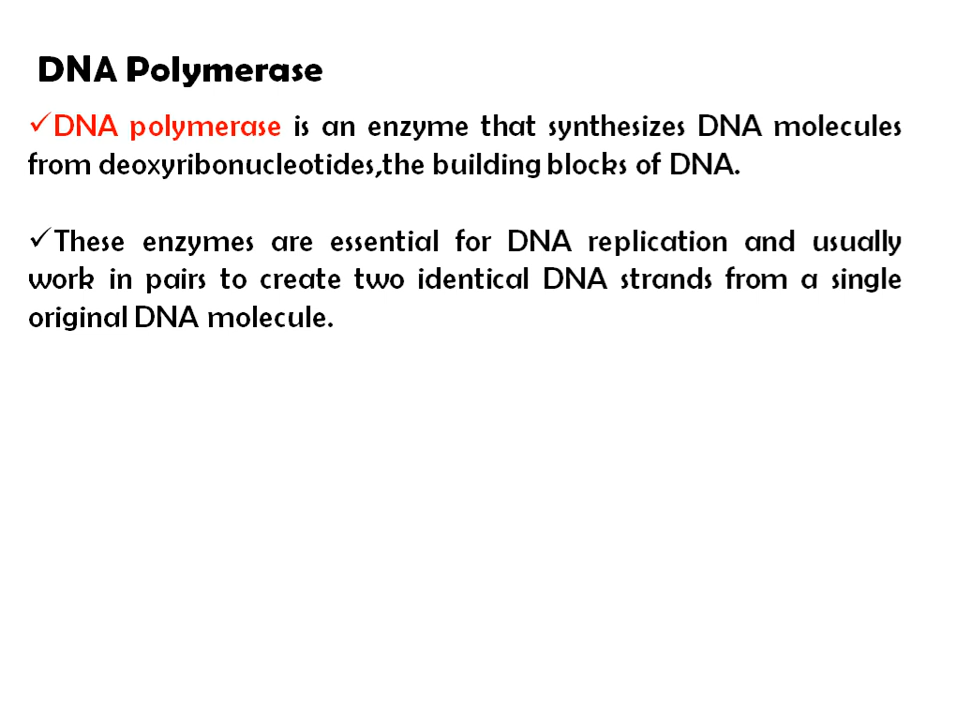 DNA Polymerase
✓DNA polymerase is an enzyme that synthesizes DNA molecules
from deoxyribonucleotides,the building blocks of DNA.
✓These enzymes are essential for DNA replication and usually
work in pairs to create two identical DNA strands from a single
original DNA molecule.